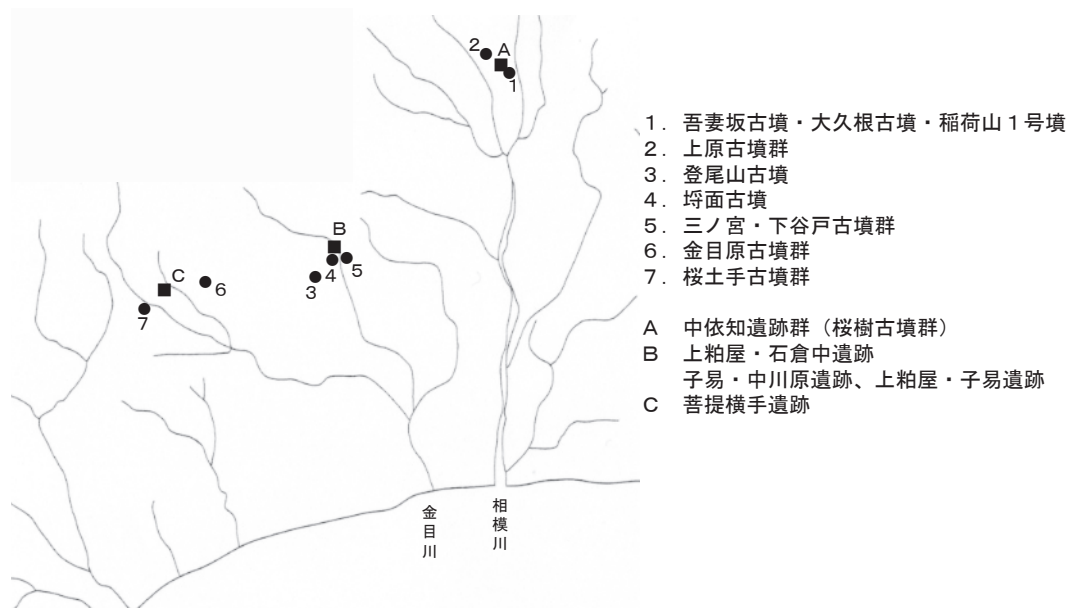 2
A
1
B
4
5
3
C
6
7
金目川
相模川
１．吾妻坂古墳・大久根古墳・稲荷山１号墳
２．上原古墳群
３．登尾山古墳
４．埒面古墳
５．三ノ宮・下谷戸古墳群
６．金目原古墳群
７．桜土手古墳群
A 中依知遺跡群（桜樹古墳群）
B 上粕屋・石倉中遺跡
子易・中川原遺跡、上粕屋・子易遺跡
C 菩提横手遺跡